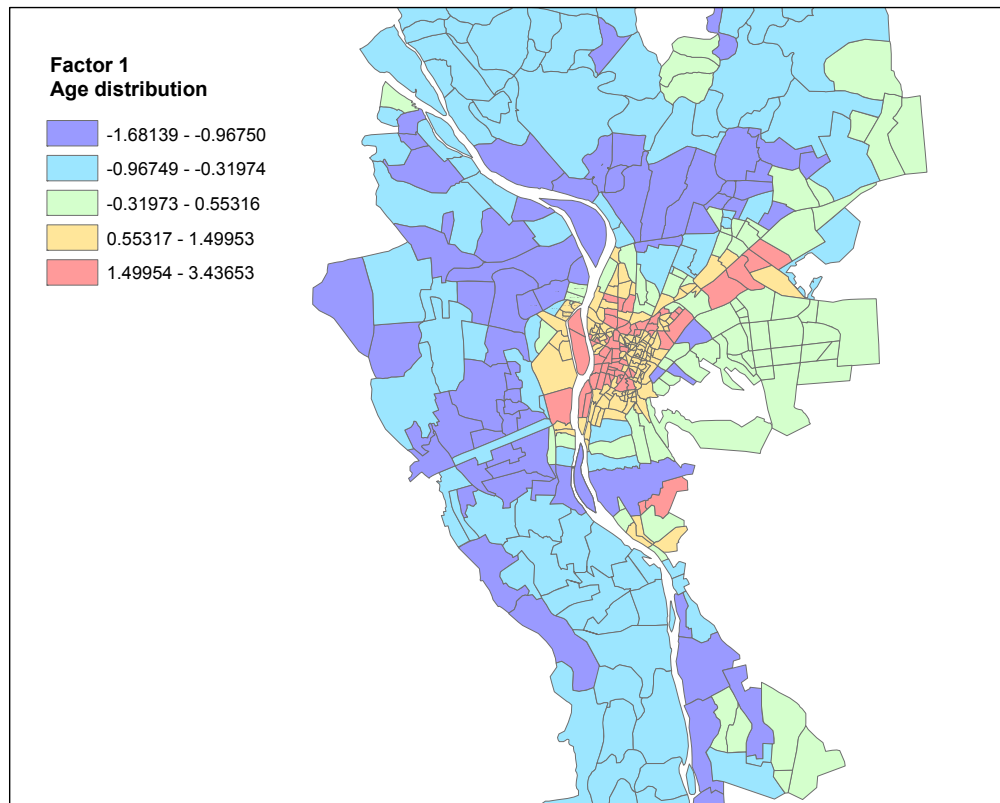 Factor 1
Age distribution
-1.68139 - -0.96750
-0.96749 - -0.31974
-0.31973 - 0.55316
0.55317 - 1.49953
1.49954 - 3.43653